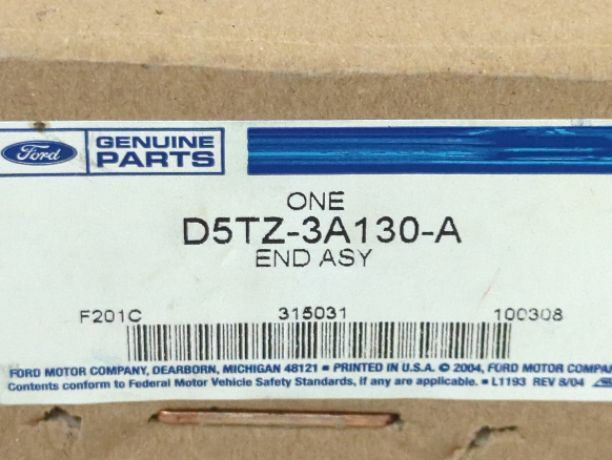 Ford GENUINE
PARTS
ONE
D5TZ-3A130-A
END ASY
F201C 315031 100308
FORD MOTOR COMPANY, DEARBORN, MICHIGAN 48121 ▪ PRINTED IN U.S.A. © 2004, FORD MOTOR COMPA
Contents conform to Federal Motor Vehicle Safety Standards, if any are applicable. ▪ L1193 REV 8/04